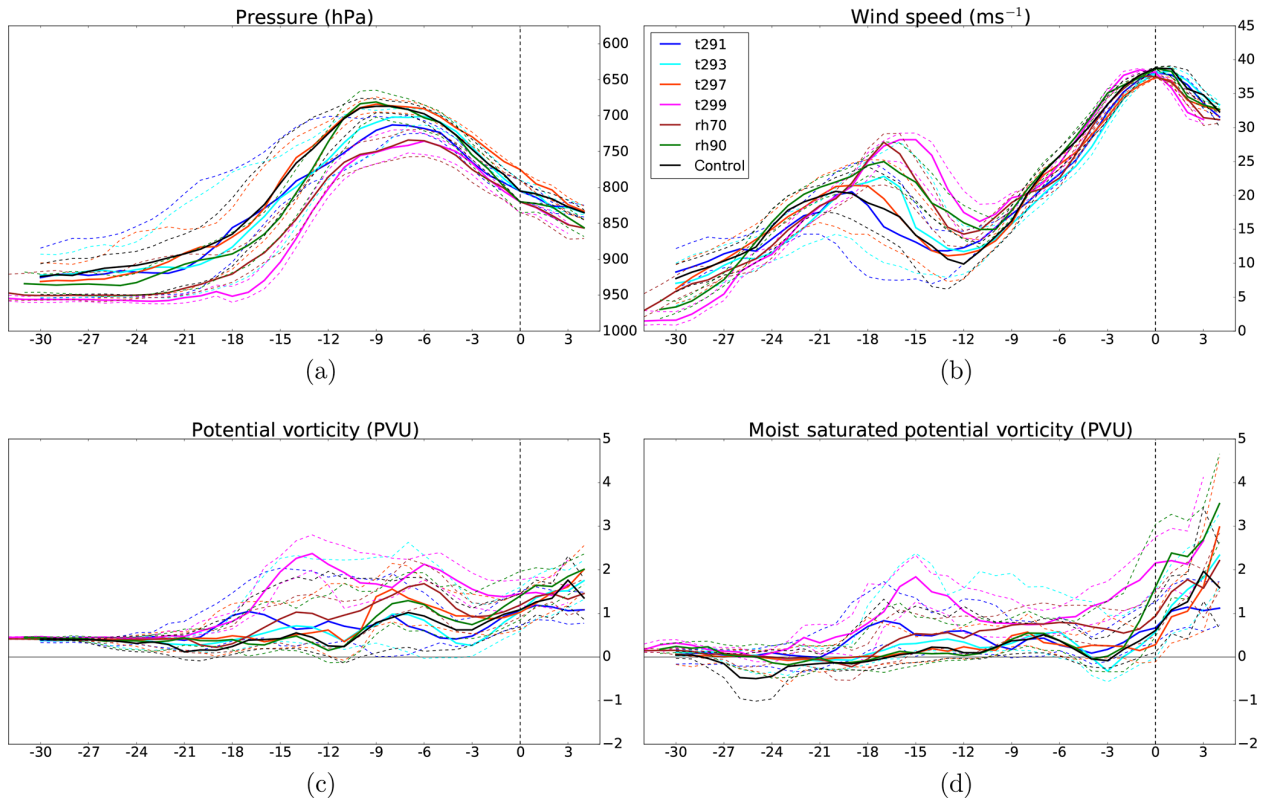 Pressure (hPa)
600
650
700
750
800
850
900
950
1000
-30 -27 -24 -21 -18 -15 -12 -9 -6 -3 0 3
(a)
Wind speed (ms⁻¹)
t291
t293
t297
t299
rh70
rh90
Control
45
40
35
30
25
20
15
10
5
0
-30 -27 -24 -21 -18 -15 -12 -9 -6 -3 0 3
(b)
Potential vorticity (PVU)
5
4
3
2
1
0
−1
−2
-30 -27 -24 -21 -18 -15 -12 -9 -6 -3 0 3
(c)
Moist saturated potential vorticity (PVU)
5
4
3
2
1
0
−1
−2
-30 -27 -24 -21 -18 -15 -12 -9 -6 -3 0 3
(d)